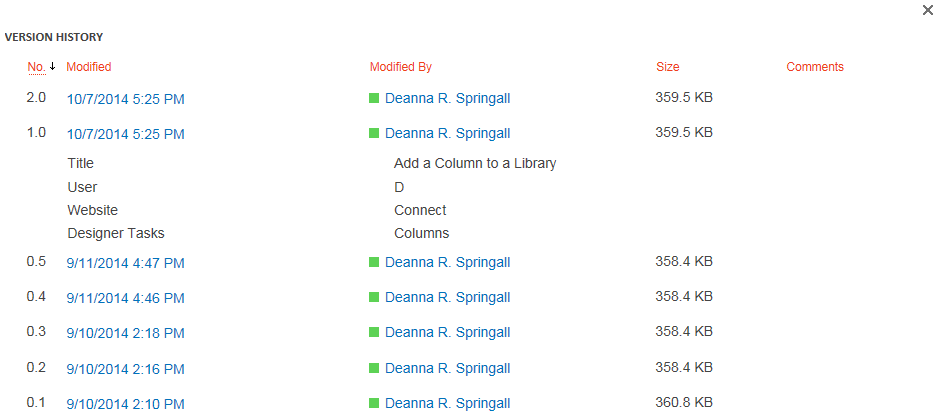 VERSION HISTORY
No. Modified Modified By Size Comments
2.0 10/7/2014 5:25 PM Deanna R. Springall 359.5 KB
1.0 10/7/2014 5:25 PM Deanna R. Springall 359.5 KB
Title Add a Column to a Library
User D
Website Connect
Designer Tasks Columns
0.5 9/11/2014 4:47 PM Deanna R. Springall 358.4 KB
0.4 9/11/2014 4:46 PM Deanna R. Springall 358.4 KB
0.3 9/10/2014 2:18 PM Deanna R. Springall 358.4 KB
0.2 9/10/2014 2:16 PM Deanna R. Springall 358.4 KB
0.1 9/10/2014 2:10 PM Deanna R. Springall 360.8 KB